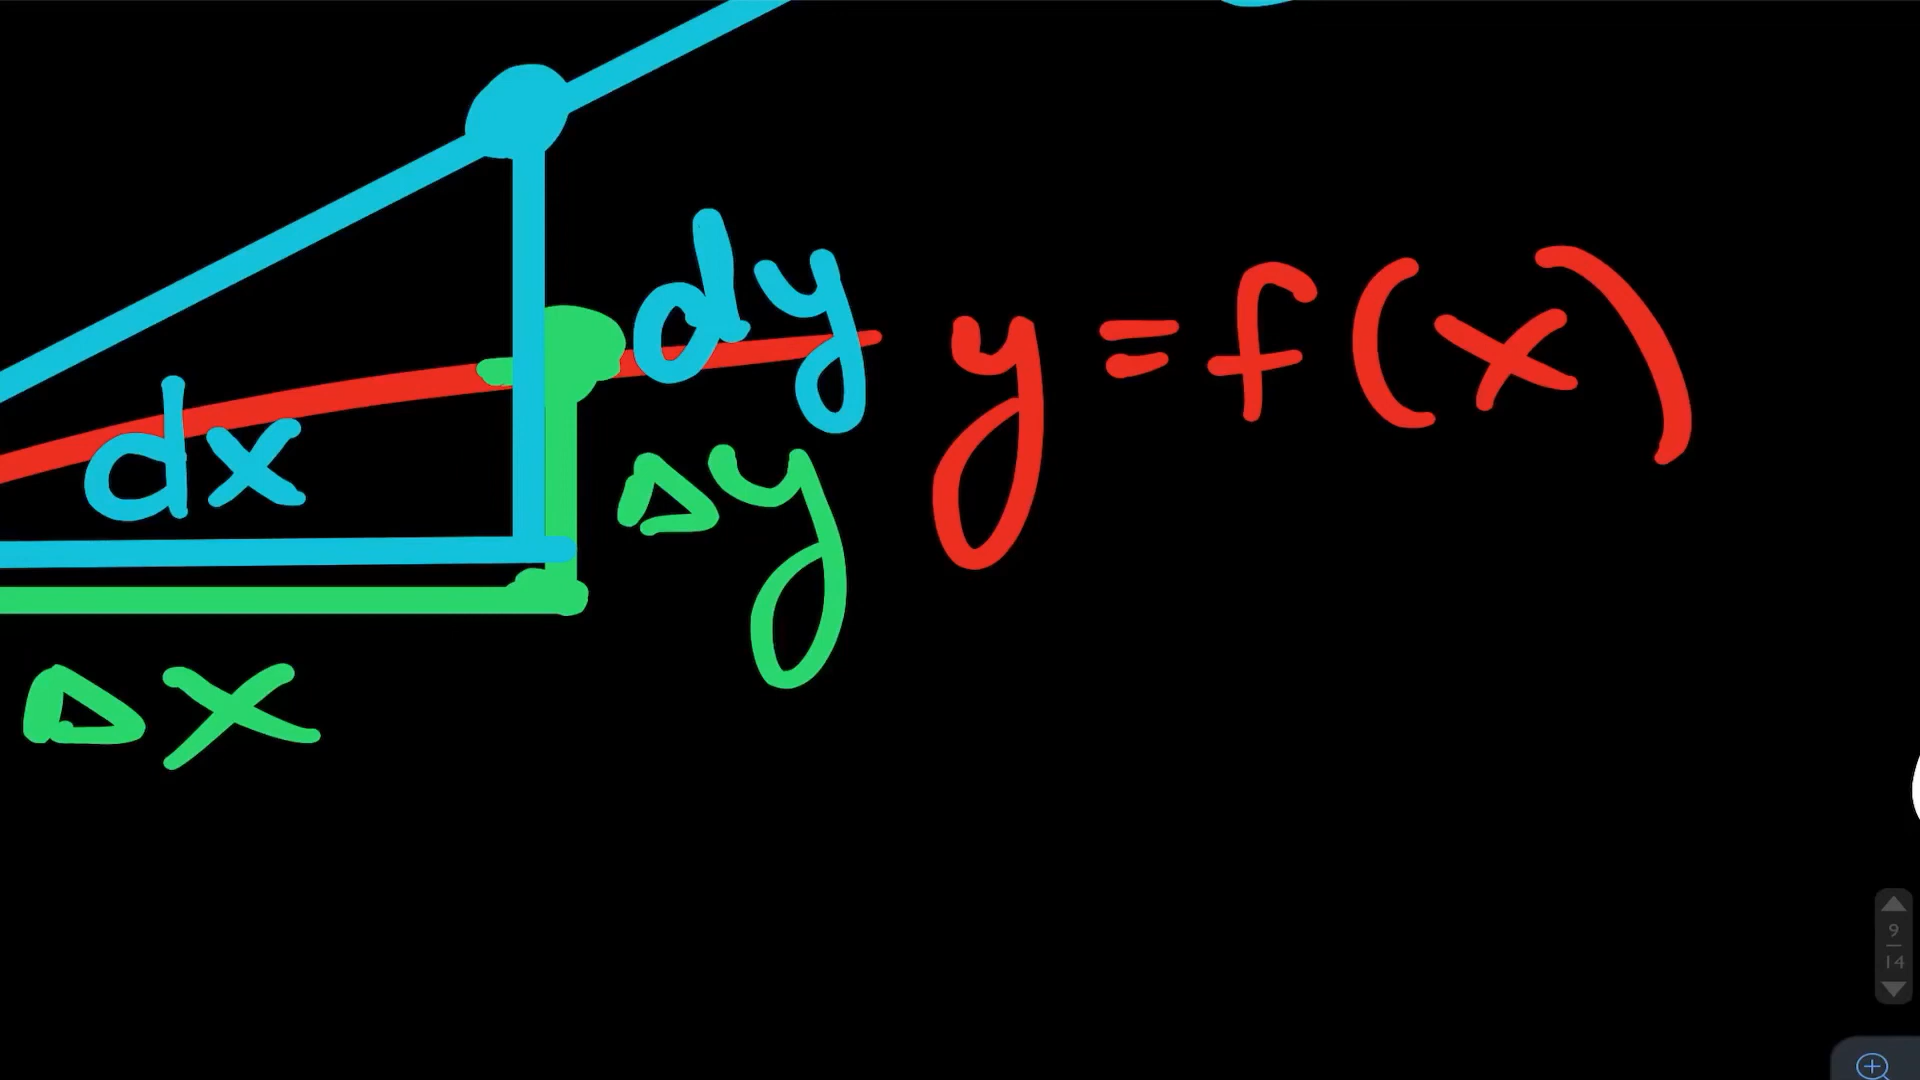 dy y = f(x)
dx
Δy
Δx
9
14